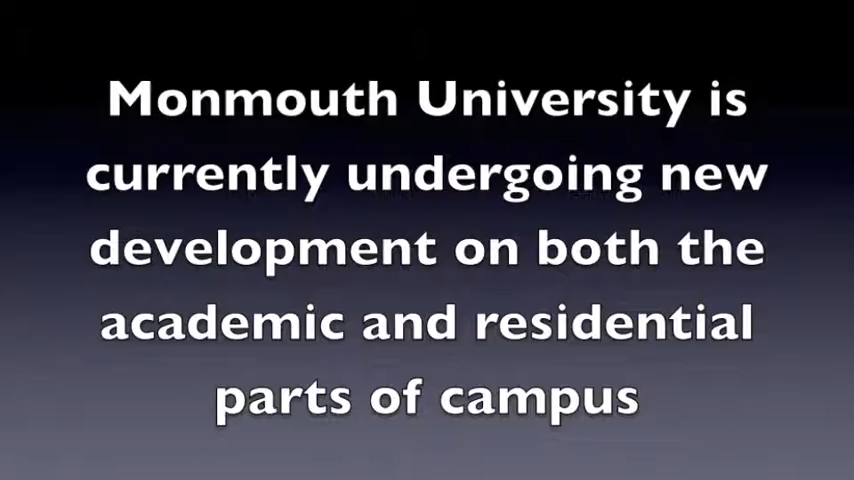 Monmouth University is
currently undergoing new
development on both the
academic and residential
parts of campus